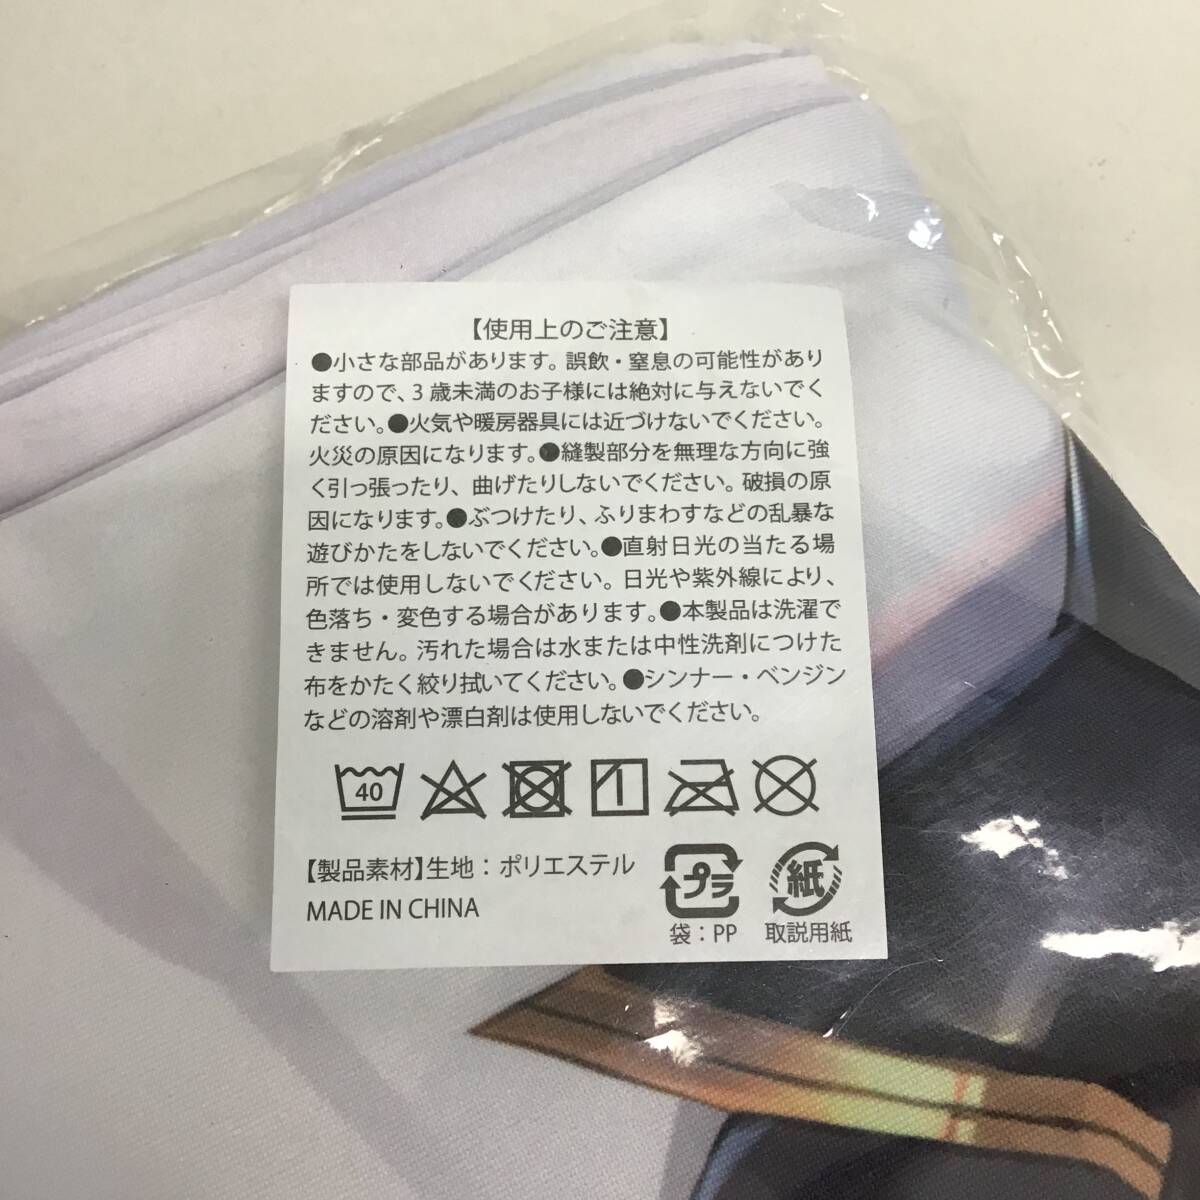 【使用上のご注意】
●小さな部品があります。誤飲・窒息の可能性があり
ますので、3歳未満のお子様には絶対に与えないでく
ださい。●火気や暖房器具には近づけないでください。
火災の原因になります。●縫製部分を無理な方向に強
く引っ張ったり、曲げたりしないでください。破損の原
因になります。●ぶつけたり、ふりまわすなどの乱暴な
遊びかたをしないでください。●直射日光の当たる場
所では使用しないでください。日光や紫外線により、
色落ち・変色する場合があります。●本製品は洗濯で
きません。汚れた場合は水または中性洗剤につけた
布をかたく絞り拭いてください。●シンナー・ベンジン
などの溶剤や漂白剤は使用しないでください。
40
【製品素材】生地：ポリエステル
MADE IN CHINA
プラ
袋：PP
紙
取説用紙